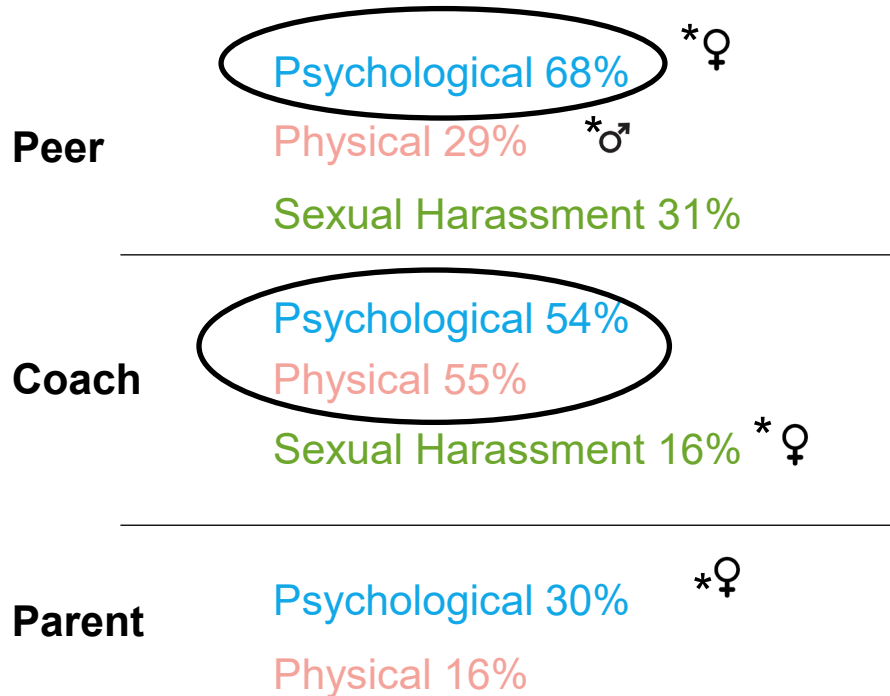 Psychological 68% *♀
Peer
Physical 29% *♂
Sexual Harassment 31%
Psychological 54%
Coach
Physical 55%
Sexual Harassment 16% *♀
Psychological 30% *♀
Parent
Physical 16%